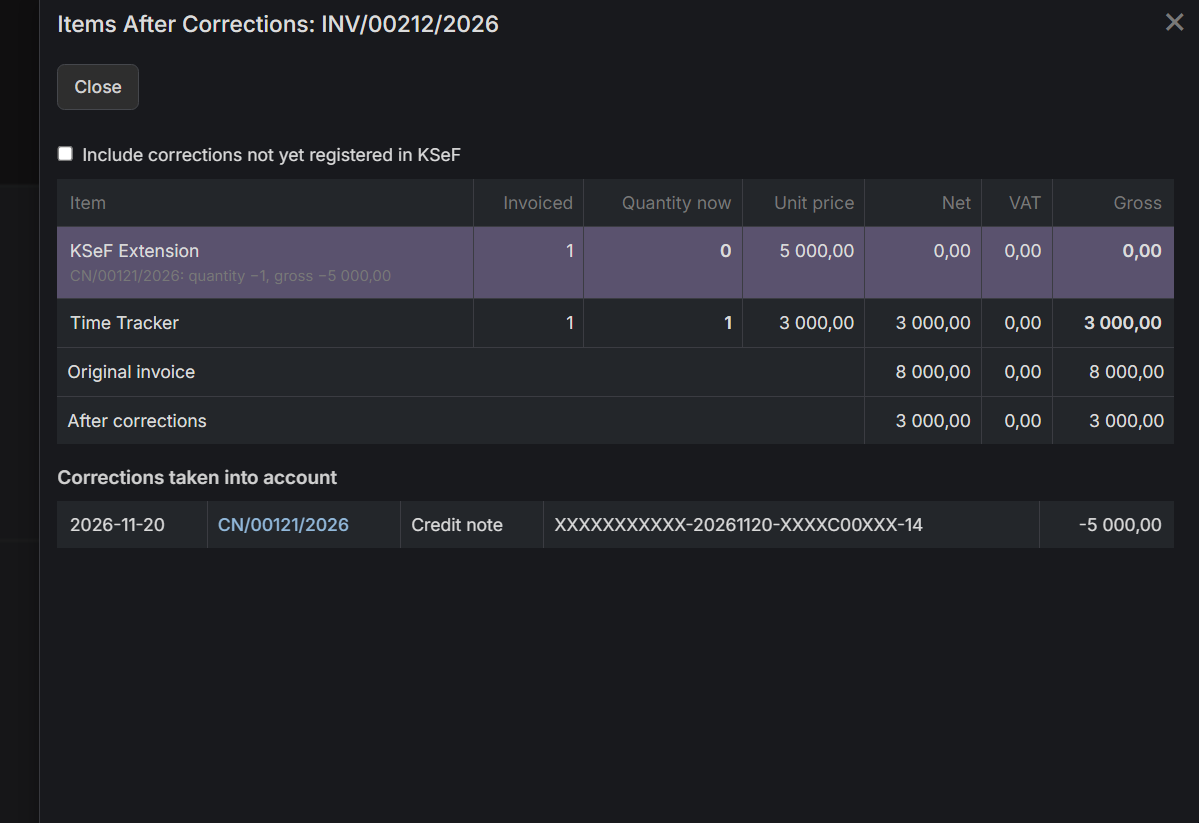 Items After Corrections: INV/00212/2026
Close
Include corrections not yet registered in KSeF
Item Invoiced Quantity now Unit price Net VAT Gross
KSeF Extension 1 0 5 000,00 0,00 0,00 0,00
CN/00121/2026: quantity −1, gross −5 000,00
Time Tracker 1 1 3 000,00 3 000,00 0,00 3 000,00
Original invoice 8 000,00 0,00 8 000,00
After corrections 3 000,00 0,00 3 000,00
Corrections taken into account
2026-11-20 CN/00121/2026 Credit note XXXXXXXXXXX-20261120-XXXXC00XXX-14 -5 000,00